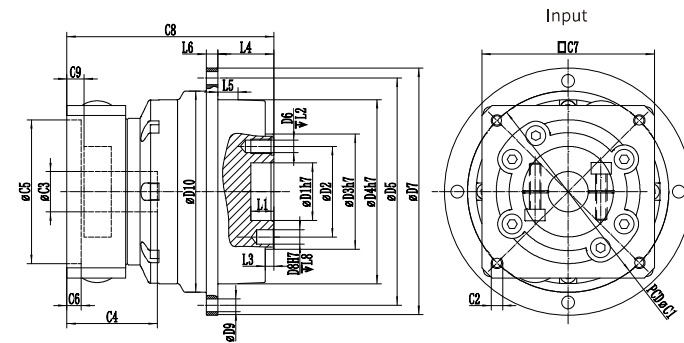 Input
C8
□C7
L6
L4
C9
L5
D6
↧L2
øC5
øC3
øD10
L1
øD1h7
øD2
øD3h7
øD4h7
øD5
øD7
L3
D8H7
↧L8
C6
C4
øD9
C2
PCDøC1